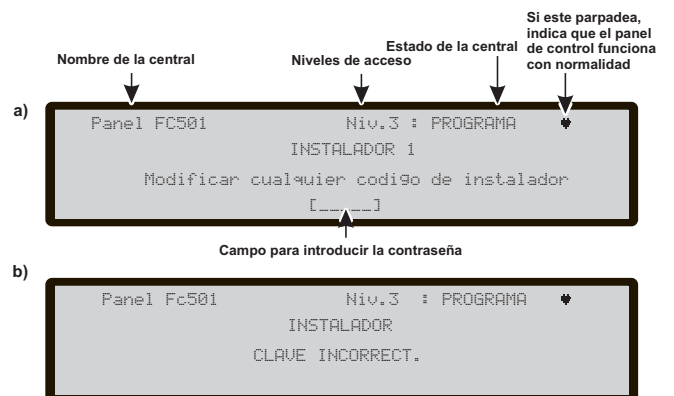 Si este parpadea,
indica que el panel
de control funciona
con normalidad
Nombre de la central
Niveles de acceso
Estado de la central
a)
Panel FC501 Niv.3 : PROGRAMA ♥
INSTALADOR 1
Modificar cualquier codigo de instalador
[_____]
Campo para introducir la contraseña
b)
Panel Fc501 Niv.3 : PROGRAMA ♥
INSTALADOR
CLAVE INCORRECT.